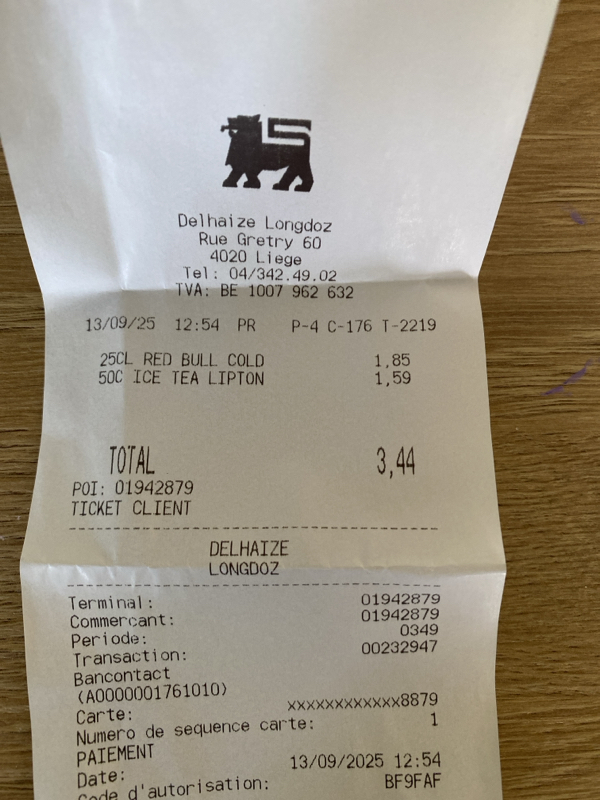 Delhaize Longdoz
Rue Gretry 60
4020 Liege
Tel: 04/342.49.02
TVA: BE 1007 962 632
13/09/25 12:54 PR P-4 C-176 T-2219
25CL RED BULL COLD 1,85
50C ICE TEA LIPTON 1,59
TOTAL 3,44
POI: 01942879
TICKET CLIENT
DELHAIZE
LONGDOZ
Terminal: 01942879
Commercant: 01942879
Periode: 0349
Transaction: 00232947
Bancontact
(A0000001761010)
Carte: xxxxxxxxxxxx8879
Numero de sequence carte: 1
PAIEMENT
Date: 13/09/2025 12:54
Code d'autorisation: BF9FAF